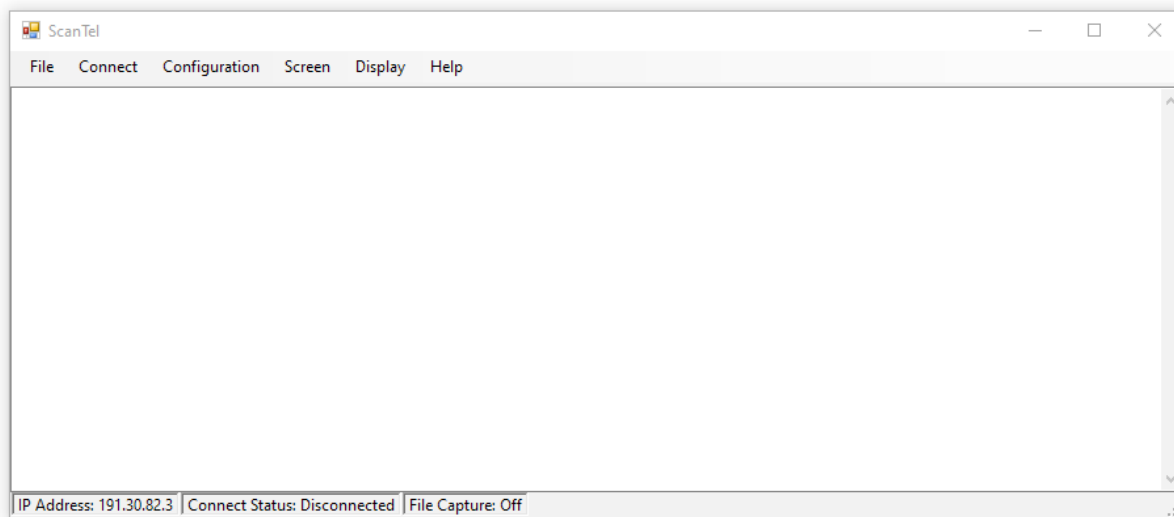 ScanTel
File Connect Configuration Screen Display Help
IP Address: 191.30.82.3 Connect Status: Disconnected File Capture: Off